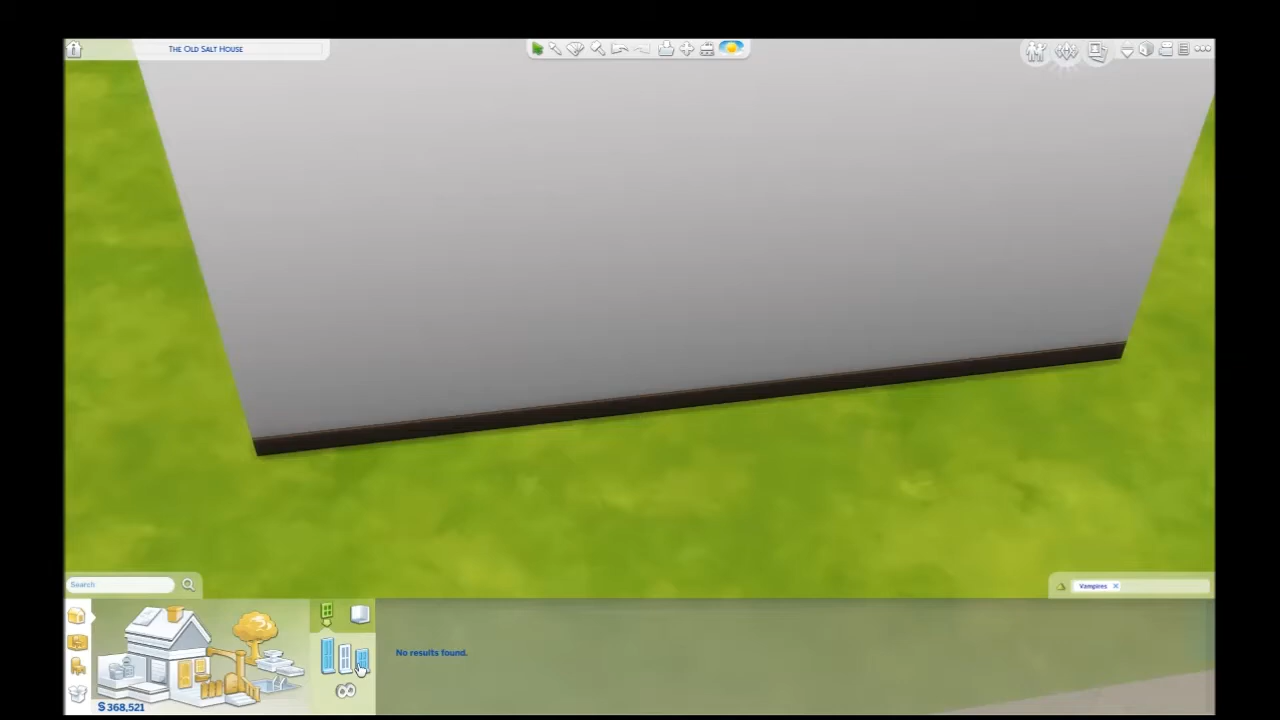 The Old Salt House
Search
Vampires
No results found.
$368,521